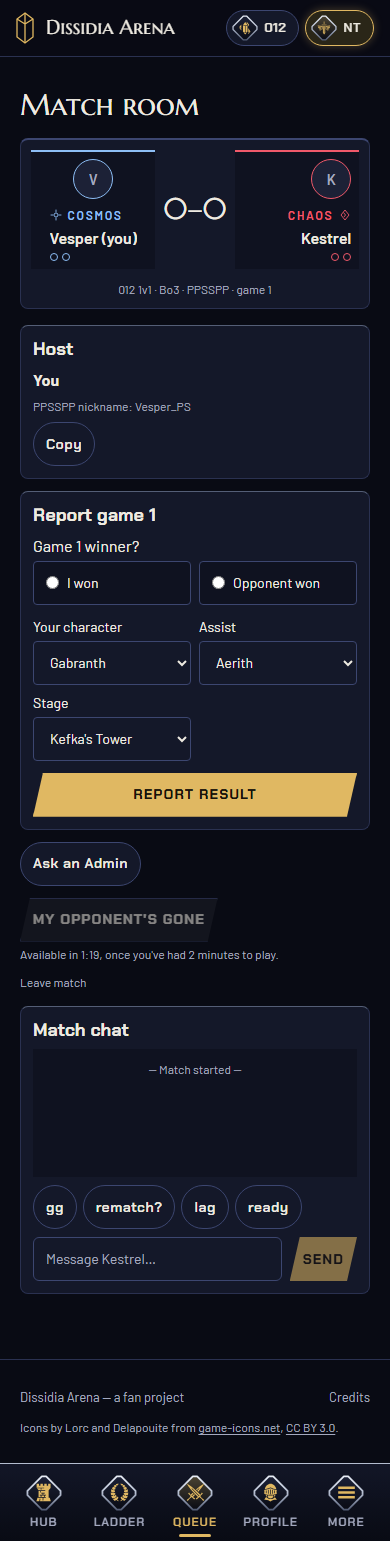 Dissidia Arena
012
NT
Match room
V
COSMOS
Vesper (you)
0–0
K
CHAOS
Kestrel
012 1v1 · Bo3 · PPSSPP · game 1
Host
You
PPSSPP nickname: Vesper_PS
Copy
Report game 1
Game 1 winner?
I won
Opponent won
Your character
Assist
Gabranth
Aerith
Stage
Kefka's Tower
REPORT RESULT
Ask an Admin
MY OPPONENT'S GONE
Available in 1:19, once you've had 2 minutes to play.
Leave match
Match chat
— Match started —
gg
rematch?
lag
ready
Message Kestrel...
SEND
Dissidia Arena — a fan project
Credits
Icons by Lorc and Delapouite from game-icons.net, CC BY 3.0.
HUB
LADDER
QUEUE
PROFILE
MORE